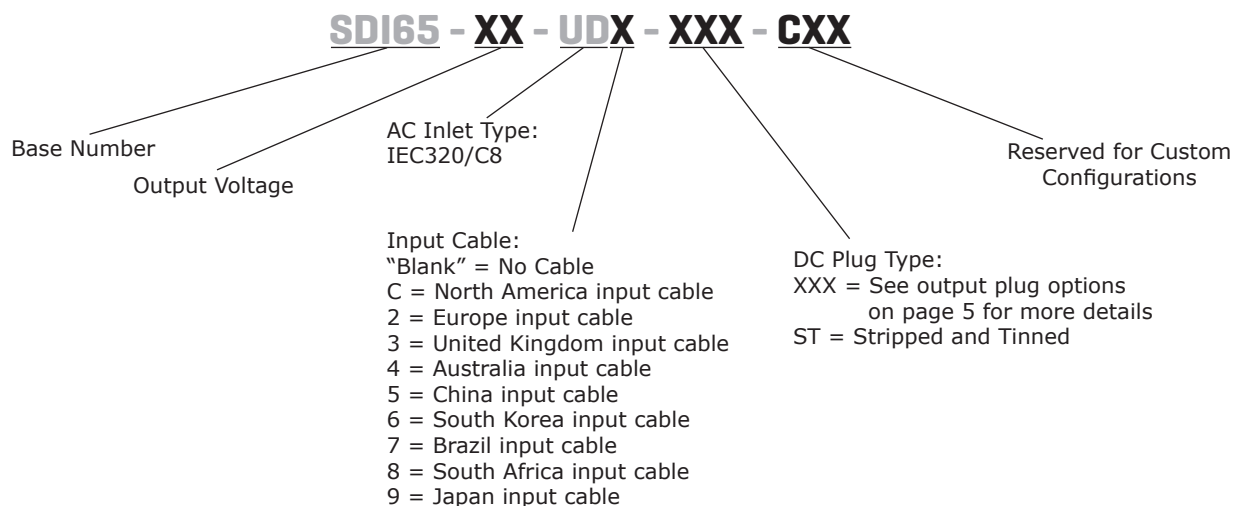 SDI65 - XX - UDX - XXX - CXX
Base Number
Output Voltage
AC Inlet Type:
IEC320/C8
Input Cable:
“Blank” = No Cable
C = North America input cable
2 = Europe input cable
3 = United Kingdom input cable
4 = Australia input cable
5 = China input cable
6 = South Korea input cable
7 = Brazil input cable
8 = South Africa input cable
9 = Japan input cable
DC Plug Type:
XXX = See output plug options
on page 5 for more details
ST = Stripped and Tinned
Reserved for Custom
Configurations